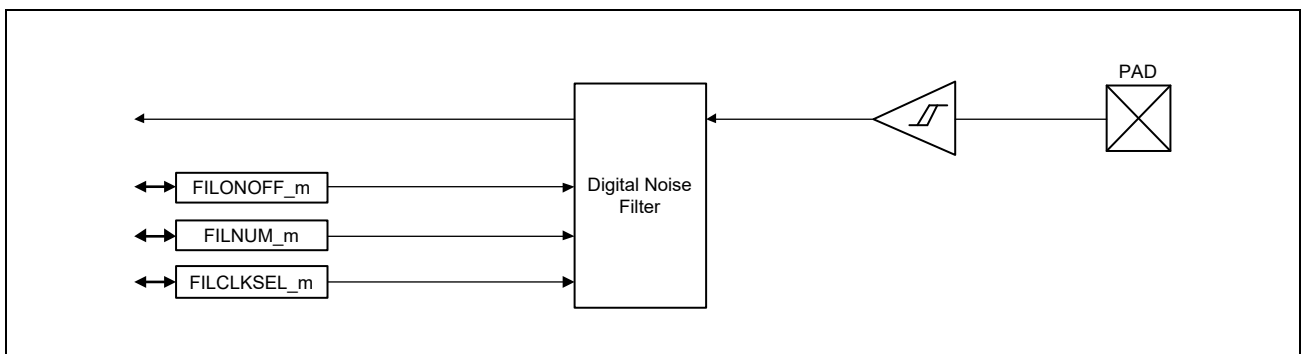 PAD
FILONOFF_m
Digital Noise
Filter
FILNUM_m
FILCLKSEL_m